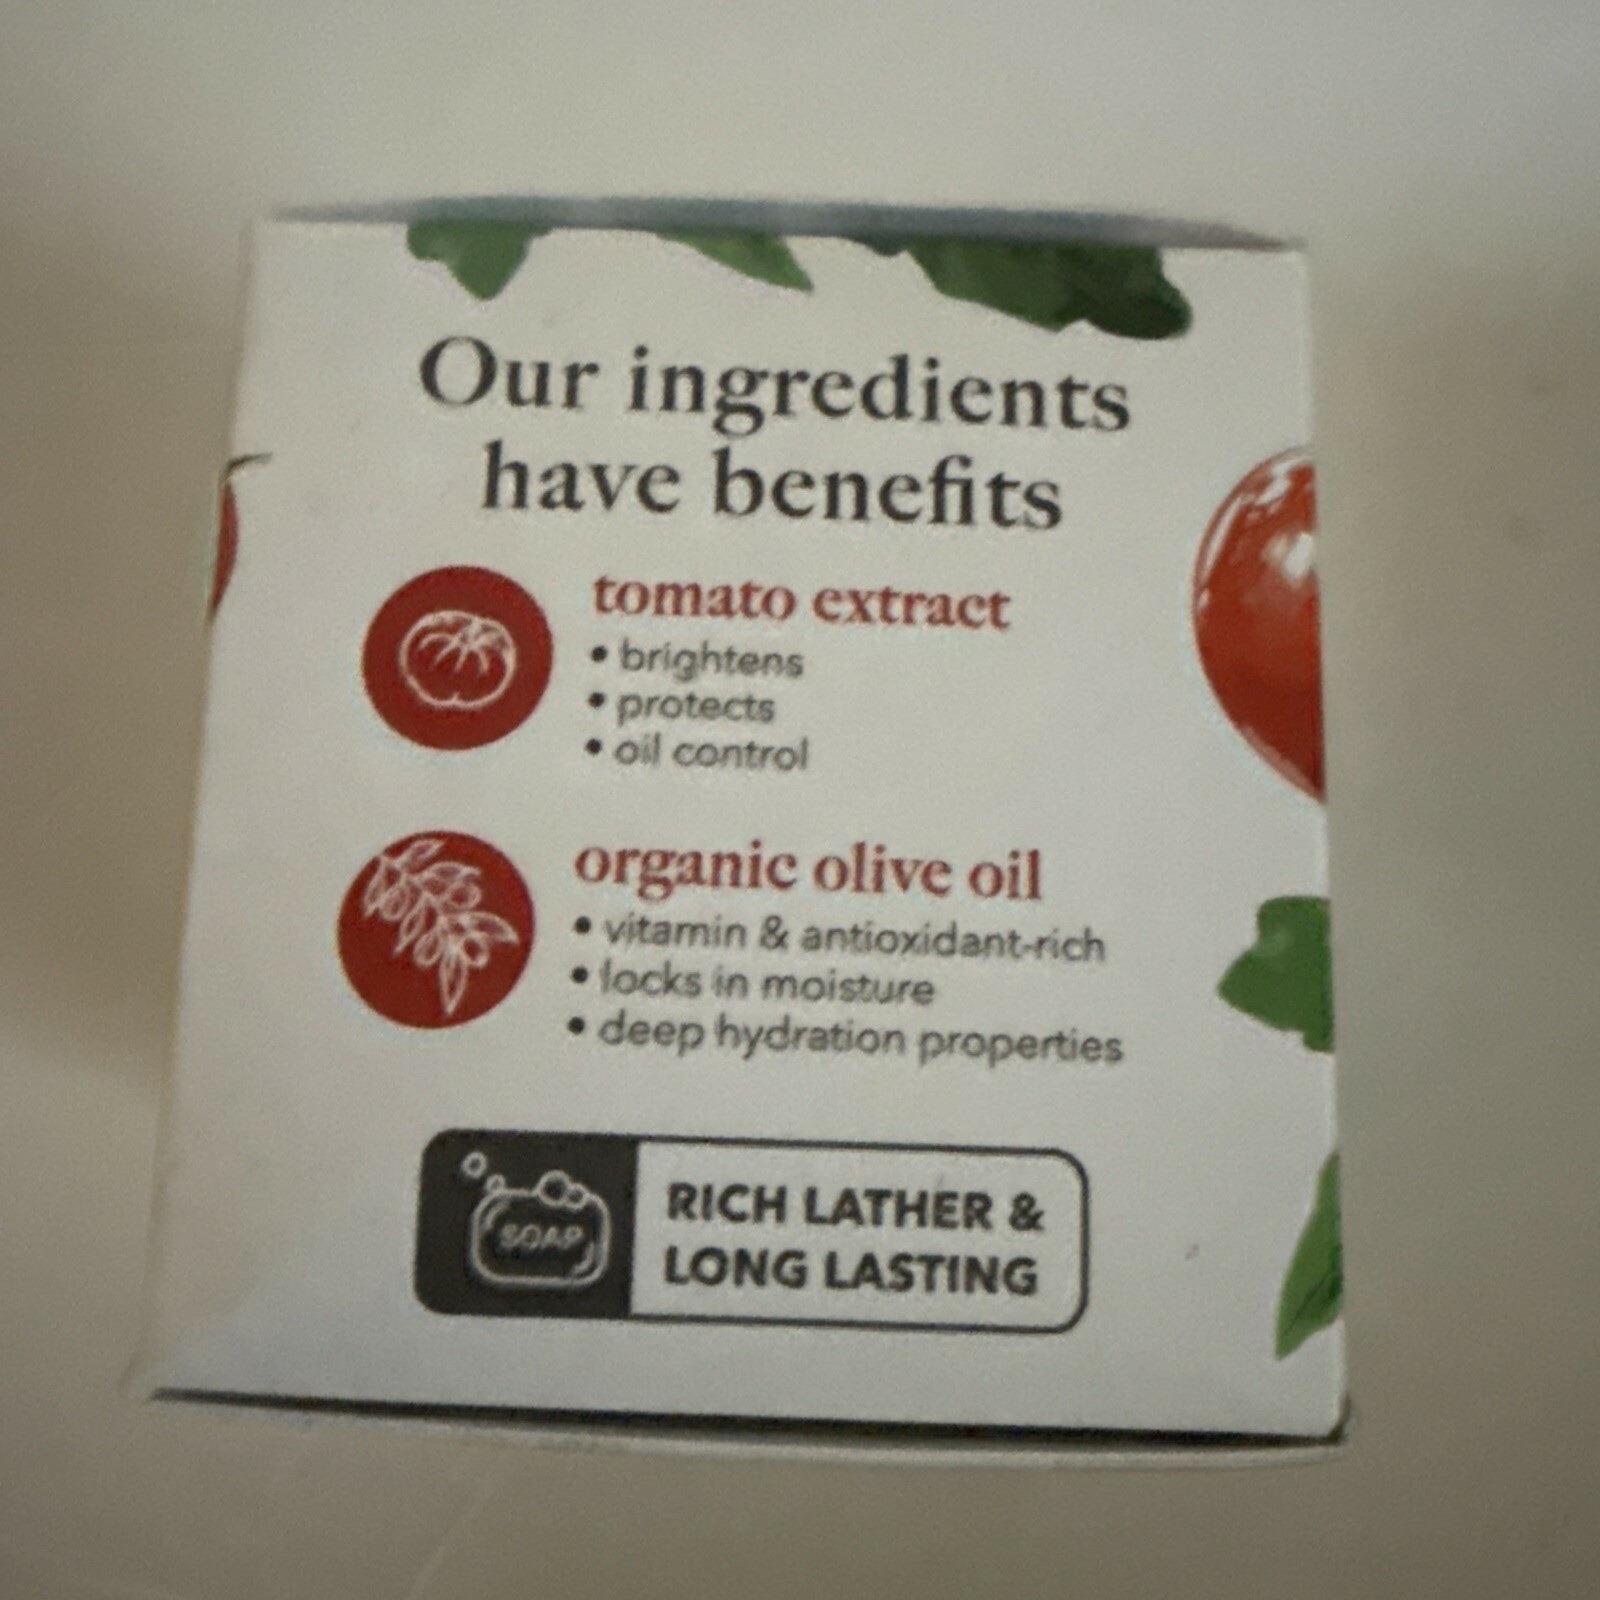 Our ingredients
have benefits
tomato extract
• brightens
• protects
• oil control
organic olive oil
• vitamin & antioxidant-rich
• locks in moisture
• deep hydration properties
SOAP
RICH LATHER &
LONG LASTING